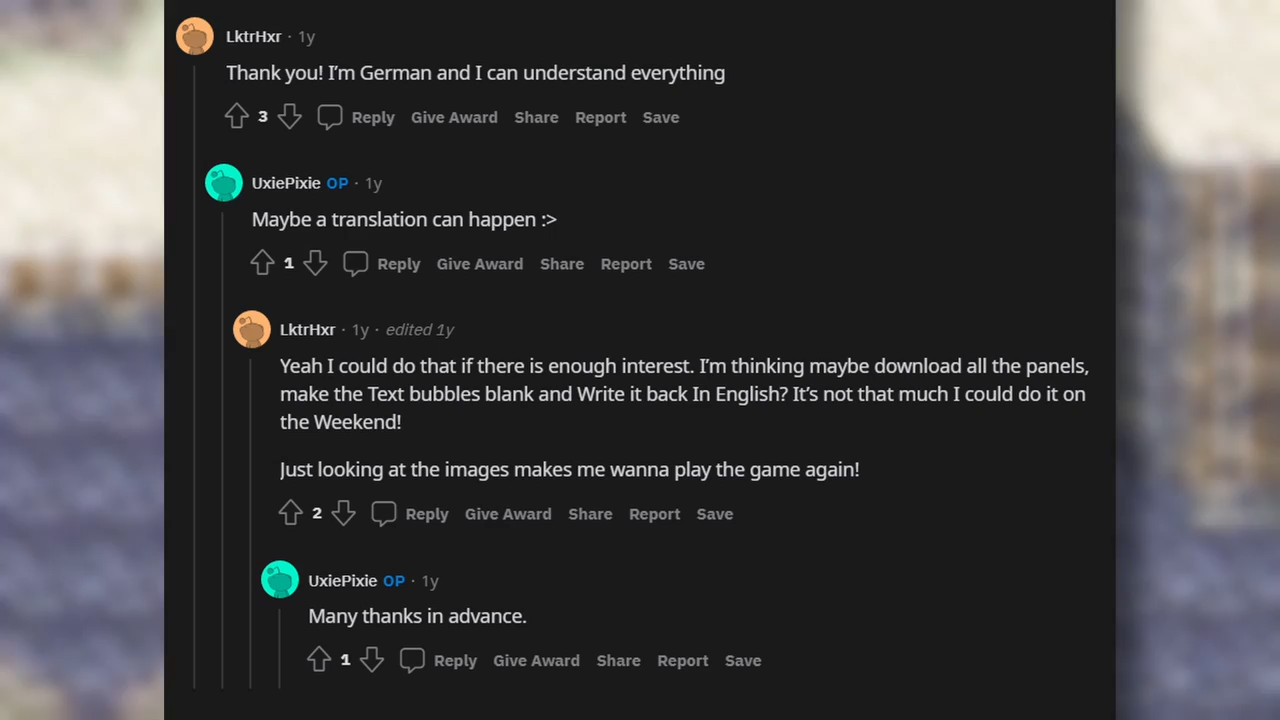 LktrHxr · 1y
Thank you! I'm German and I can understand everything
3 Reply Give Award Share Report Save
UxiePixie OP · 1y
Maybe a translation can happen :>
1 Reply Give Award Share Report Save
LktrHxr · 1y · edited 1y
Yeah I could do that if there is enough interest. I'm thinking maybe download all the panels,
make the Text bubbles blank and Write it back In English? It's not that much I could do it on
the Weekend!
Just looking at the images makes me wanna play the game again!
2 Reply Give Award Share Report Save
UxiePixie OP · 1y
Many thanks in advance.
1 Reply Give Award Share Report Save